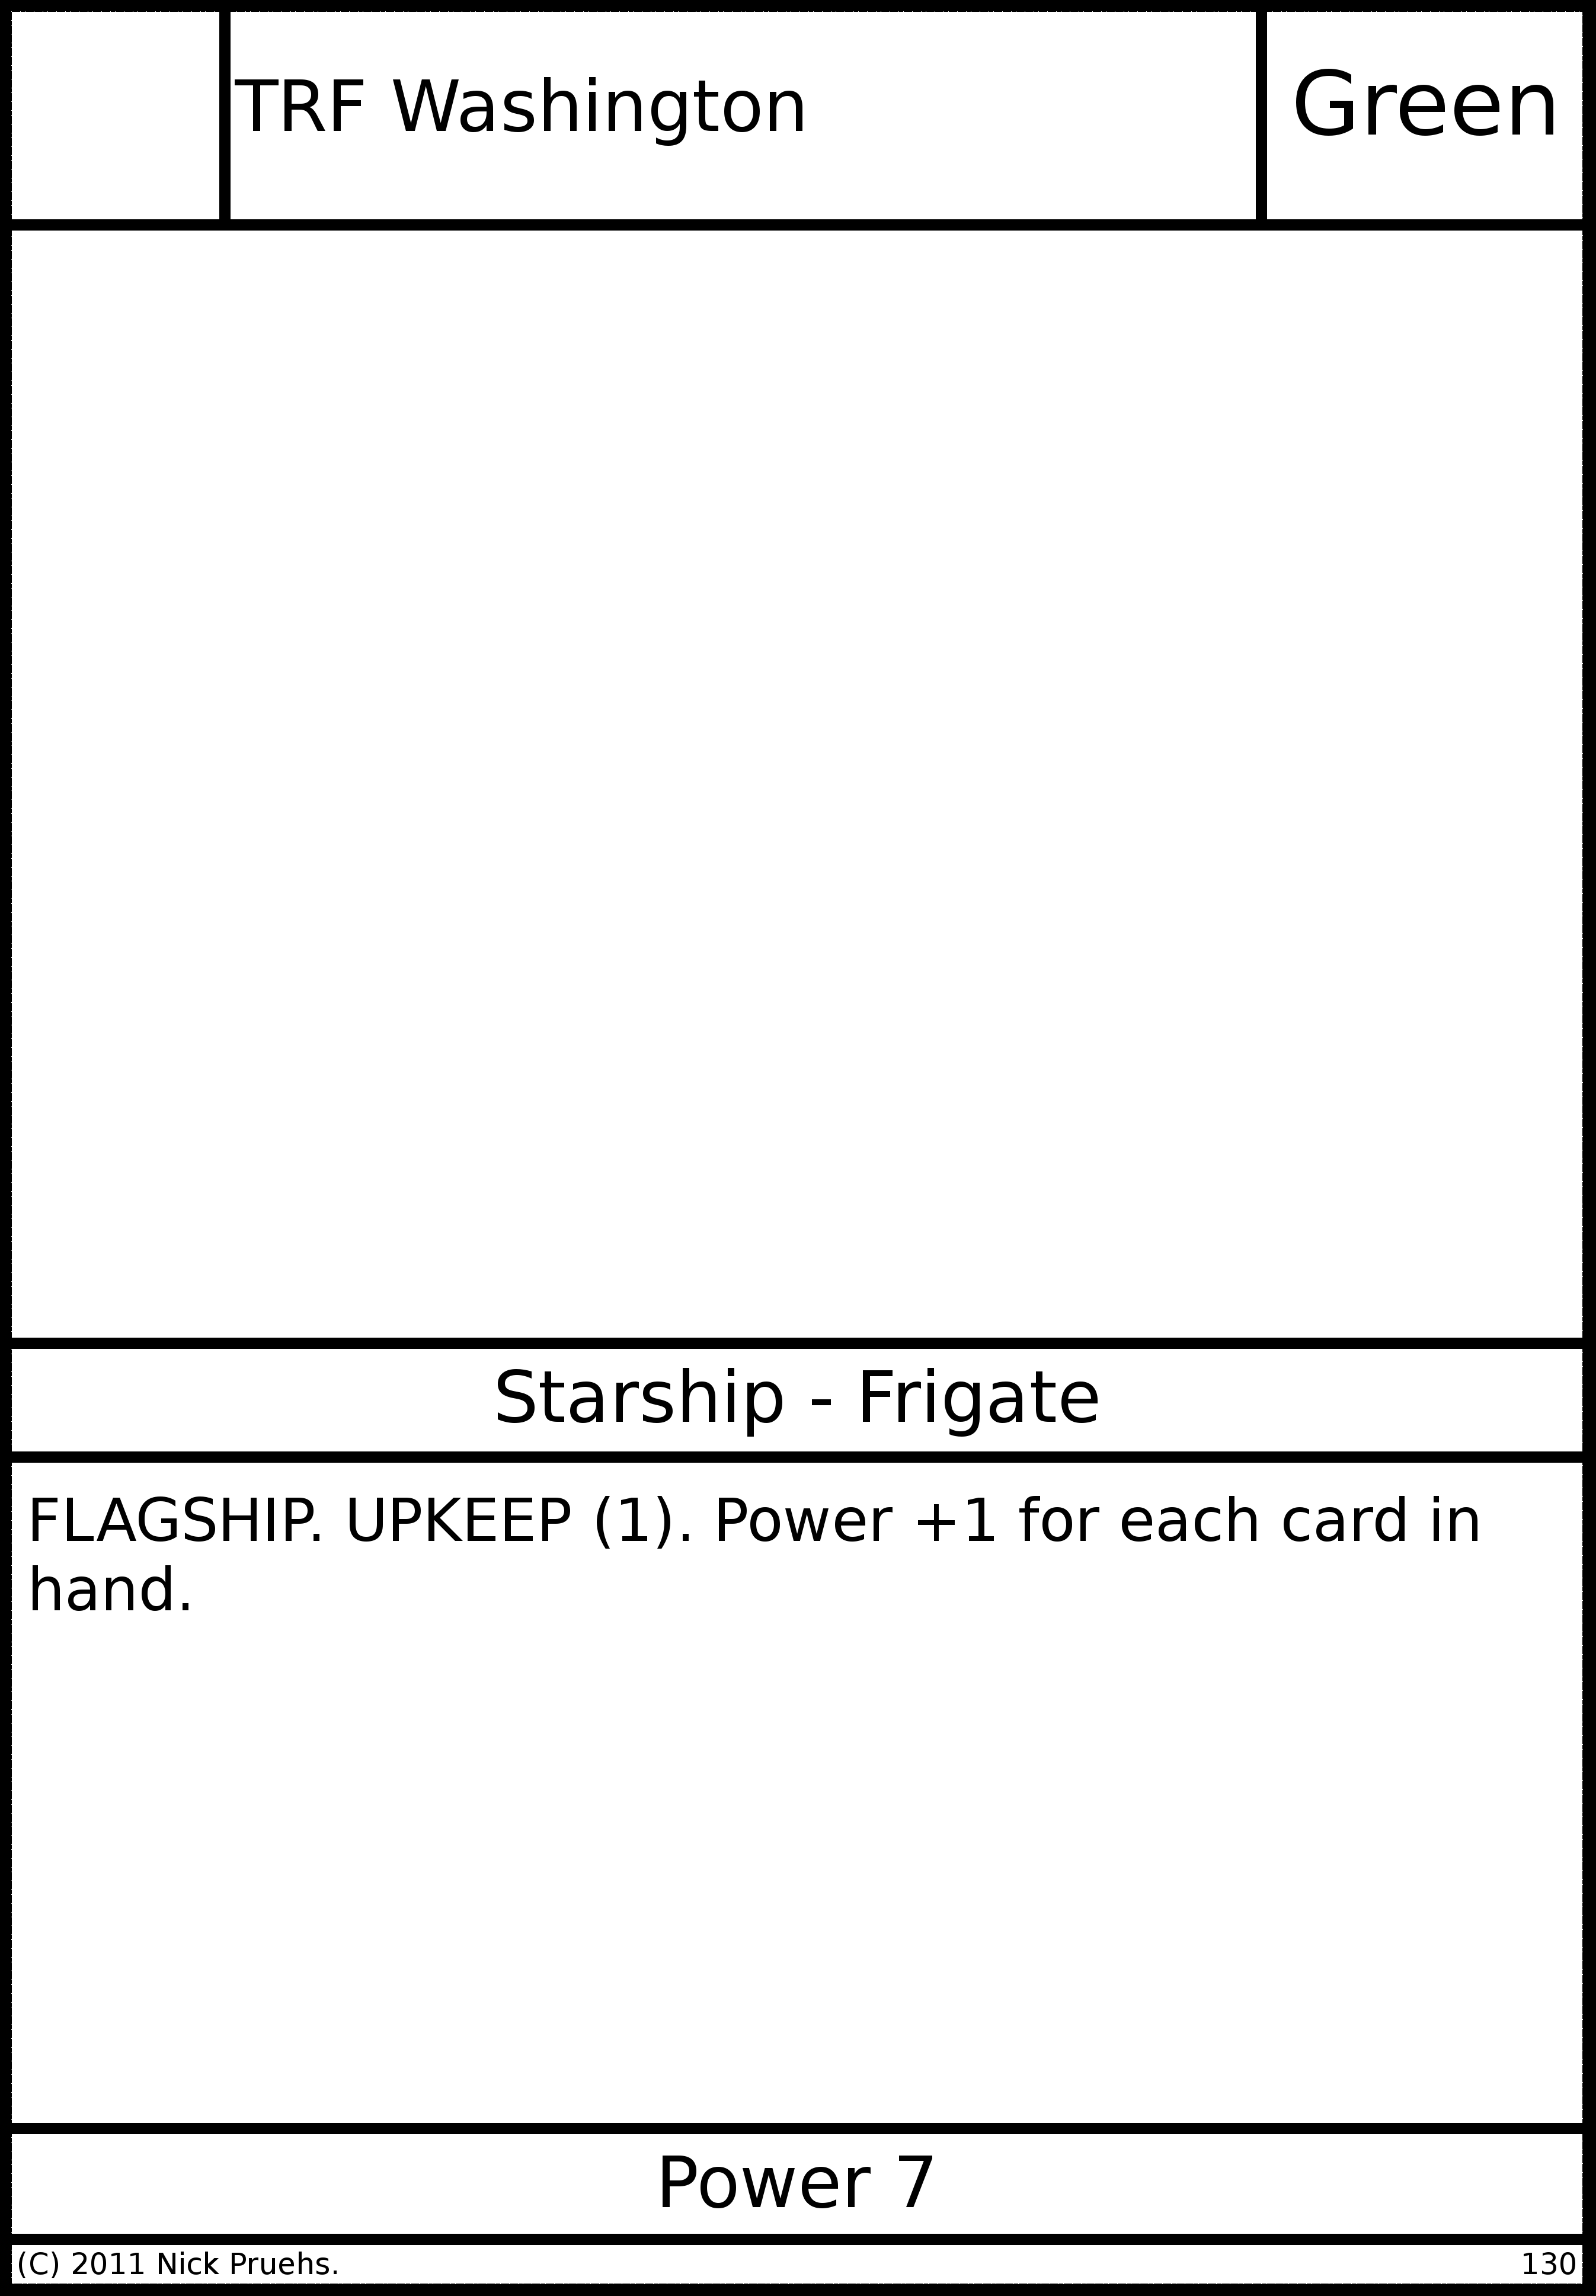 TRF Washington
Green
Starship - Frigate
FLAGSHIP. UPKEEP (1). Power +1 for each card in
hand.
Power 7
(C) 2011 Nick Pruehs.
130